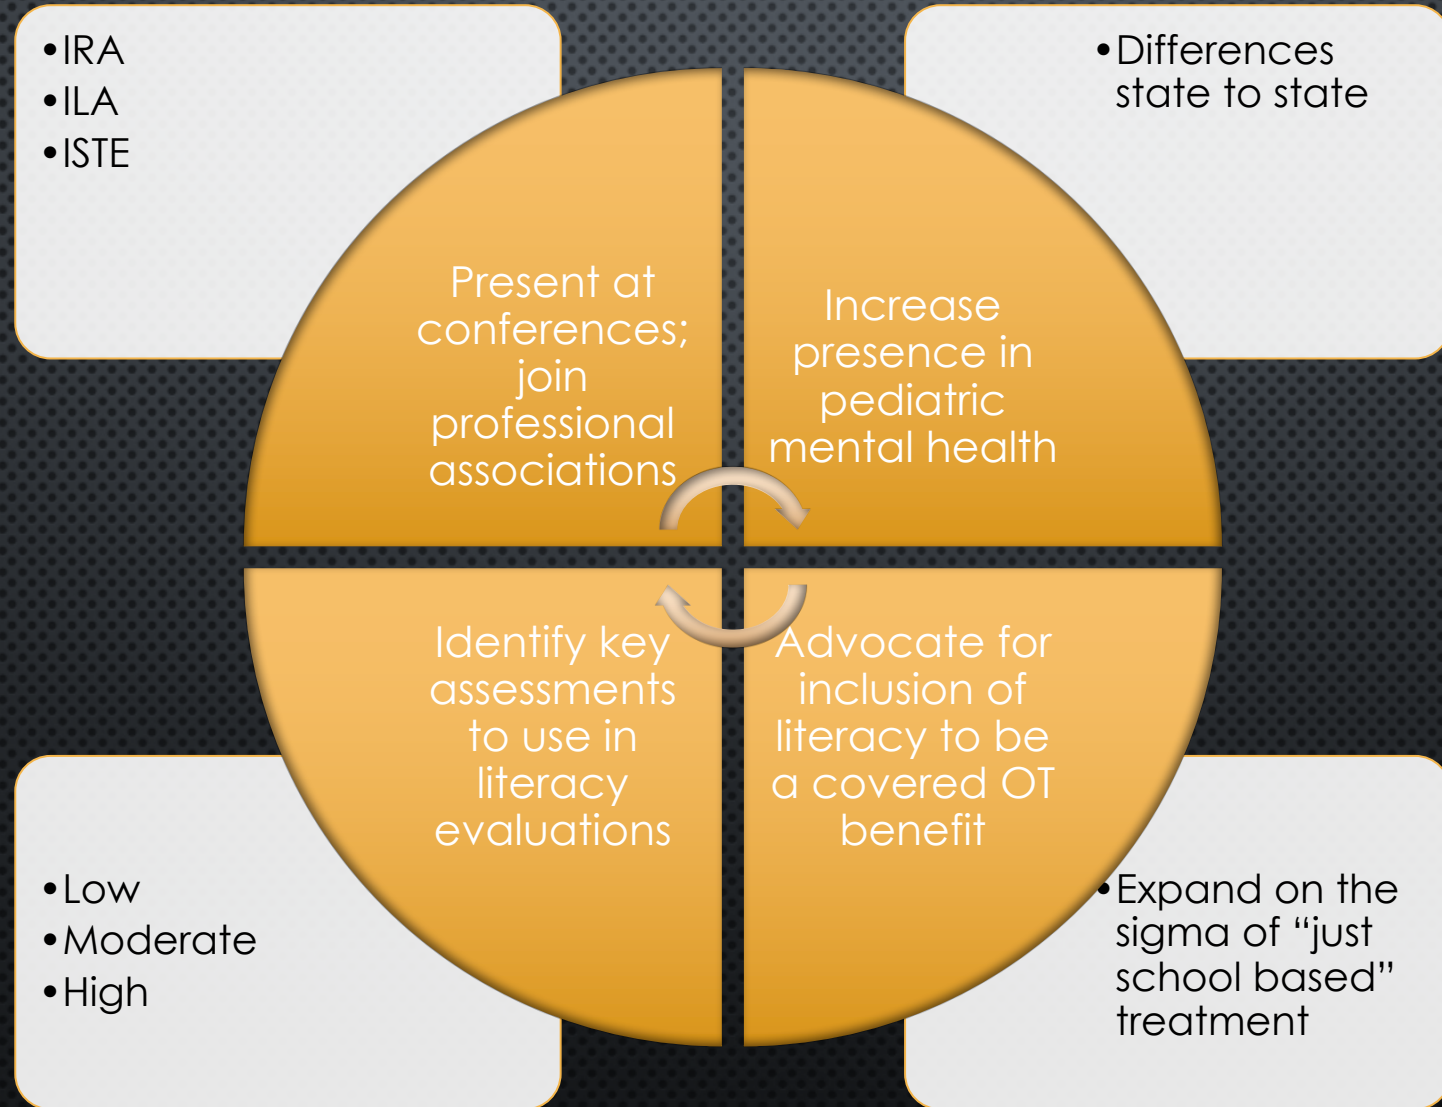 •IRA
•ILA
•ISTE
Present at
conferences;
join
professional
associations
•Differences
state to state
Increase
presence in
pediatric
mental health
Identify key
assessments
to use in
literacy
evaluations
•Low
•Moderate
•High
Advocate for
inclusion of
literacy to be
a covered OT
benefit
•Expand on the
sigma of “just
school based”
treatment